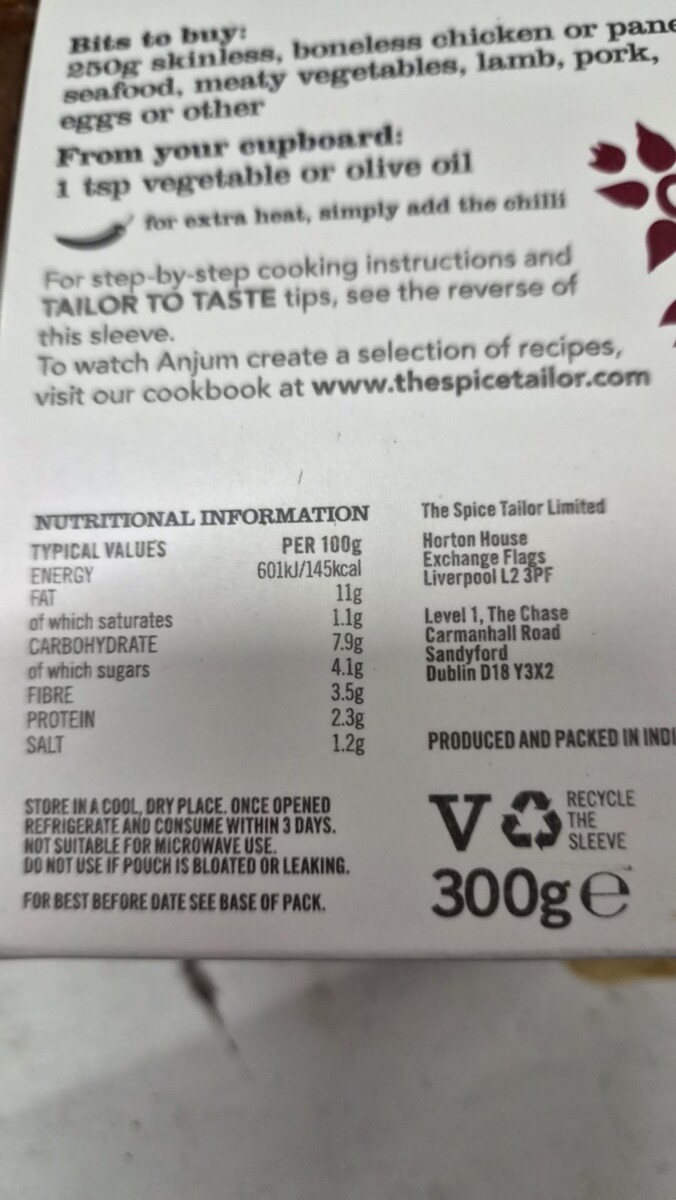 Bits to buy:
250g skinless, boneless chicken or pane
seafood, meaty vegetables, lamb, pork,
eggs or other
From your cupboard:
1 tsp vegetable or olive oil
for extra heat, simply add the chilli
For step-by-step cooking instructions and
TAILOR TO TASTE tips, see the reverse of
this sleeve.
To watch Anjum create a selection of recipes,
visit our cookbook at www.thespicetailor.com
NUTRITIONAL INFORMATION
TYPICAL VALUES PER 100g
ENERGY 601kJ/145kcal
FAT 11g
of which saturates 1.1g
CARBOHYDRATE 7.9g
of which sugars 4.1g
FIBRE 3.5g
PROTEIN 2.3g
SALT 1.2g
The Spice Tailor Limited
Horton House
Exchange Flags
Liverpool L2 3PF
Level 1, The Chase
Carmanhall Road
Sandyford
Dublin D18 Y3X2
PRODUCED AND PACKED IN INDI
STORE IN A COOL, DRY PLACE. ONCE OPENED
REFRIGERATE AND CONSUME WITHIN 3 DAYS.
NOT SUITABLE FOR MICROWAVE USE.
DO NOT USE IF POUCH IS BLOATED OR LEAKING.
FOR BEST BEFORE DATE SEE BASE OF PACK.
V
RECYCLE
THE
SLEEVE
300g e